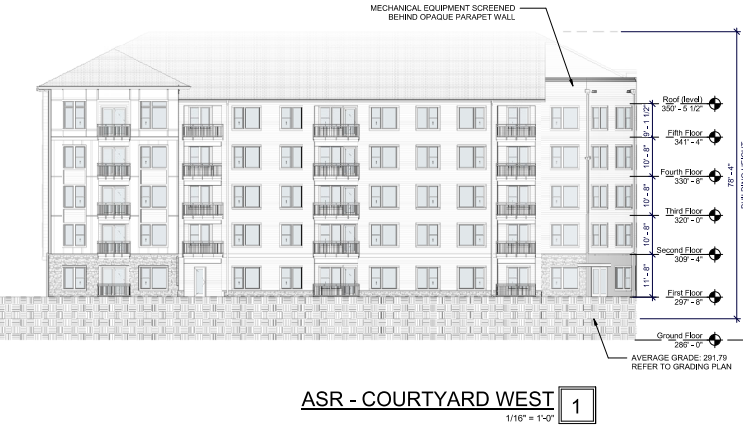 MECHANICAL EQUIPMENT SCREENED
BEHIND OPAQUE PARAPET WALL
Roof (level)
350' - 5 1/2"
9' - 1 1/2"
Fifth Floor
341' - 4"
10' - 8"
Fourth Floor
330' - 8"
10' - 8"
Third Floor
320' - 0"
10' - 8"
Second Floor
309' - 4"
11' - 8"
First Floor
297' - 8"
78' - 4"
Ground Floor
286' - 0"
AVERAGE GRADE: 291.79
REFER TO GRADING PLAN
ASR - COURTYARD WEST
1
1/16" = 1'-0"